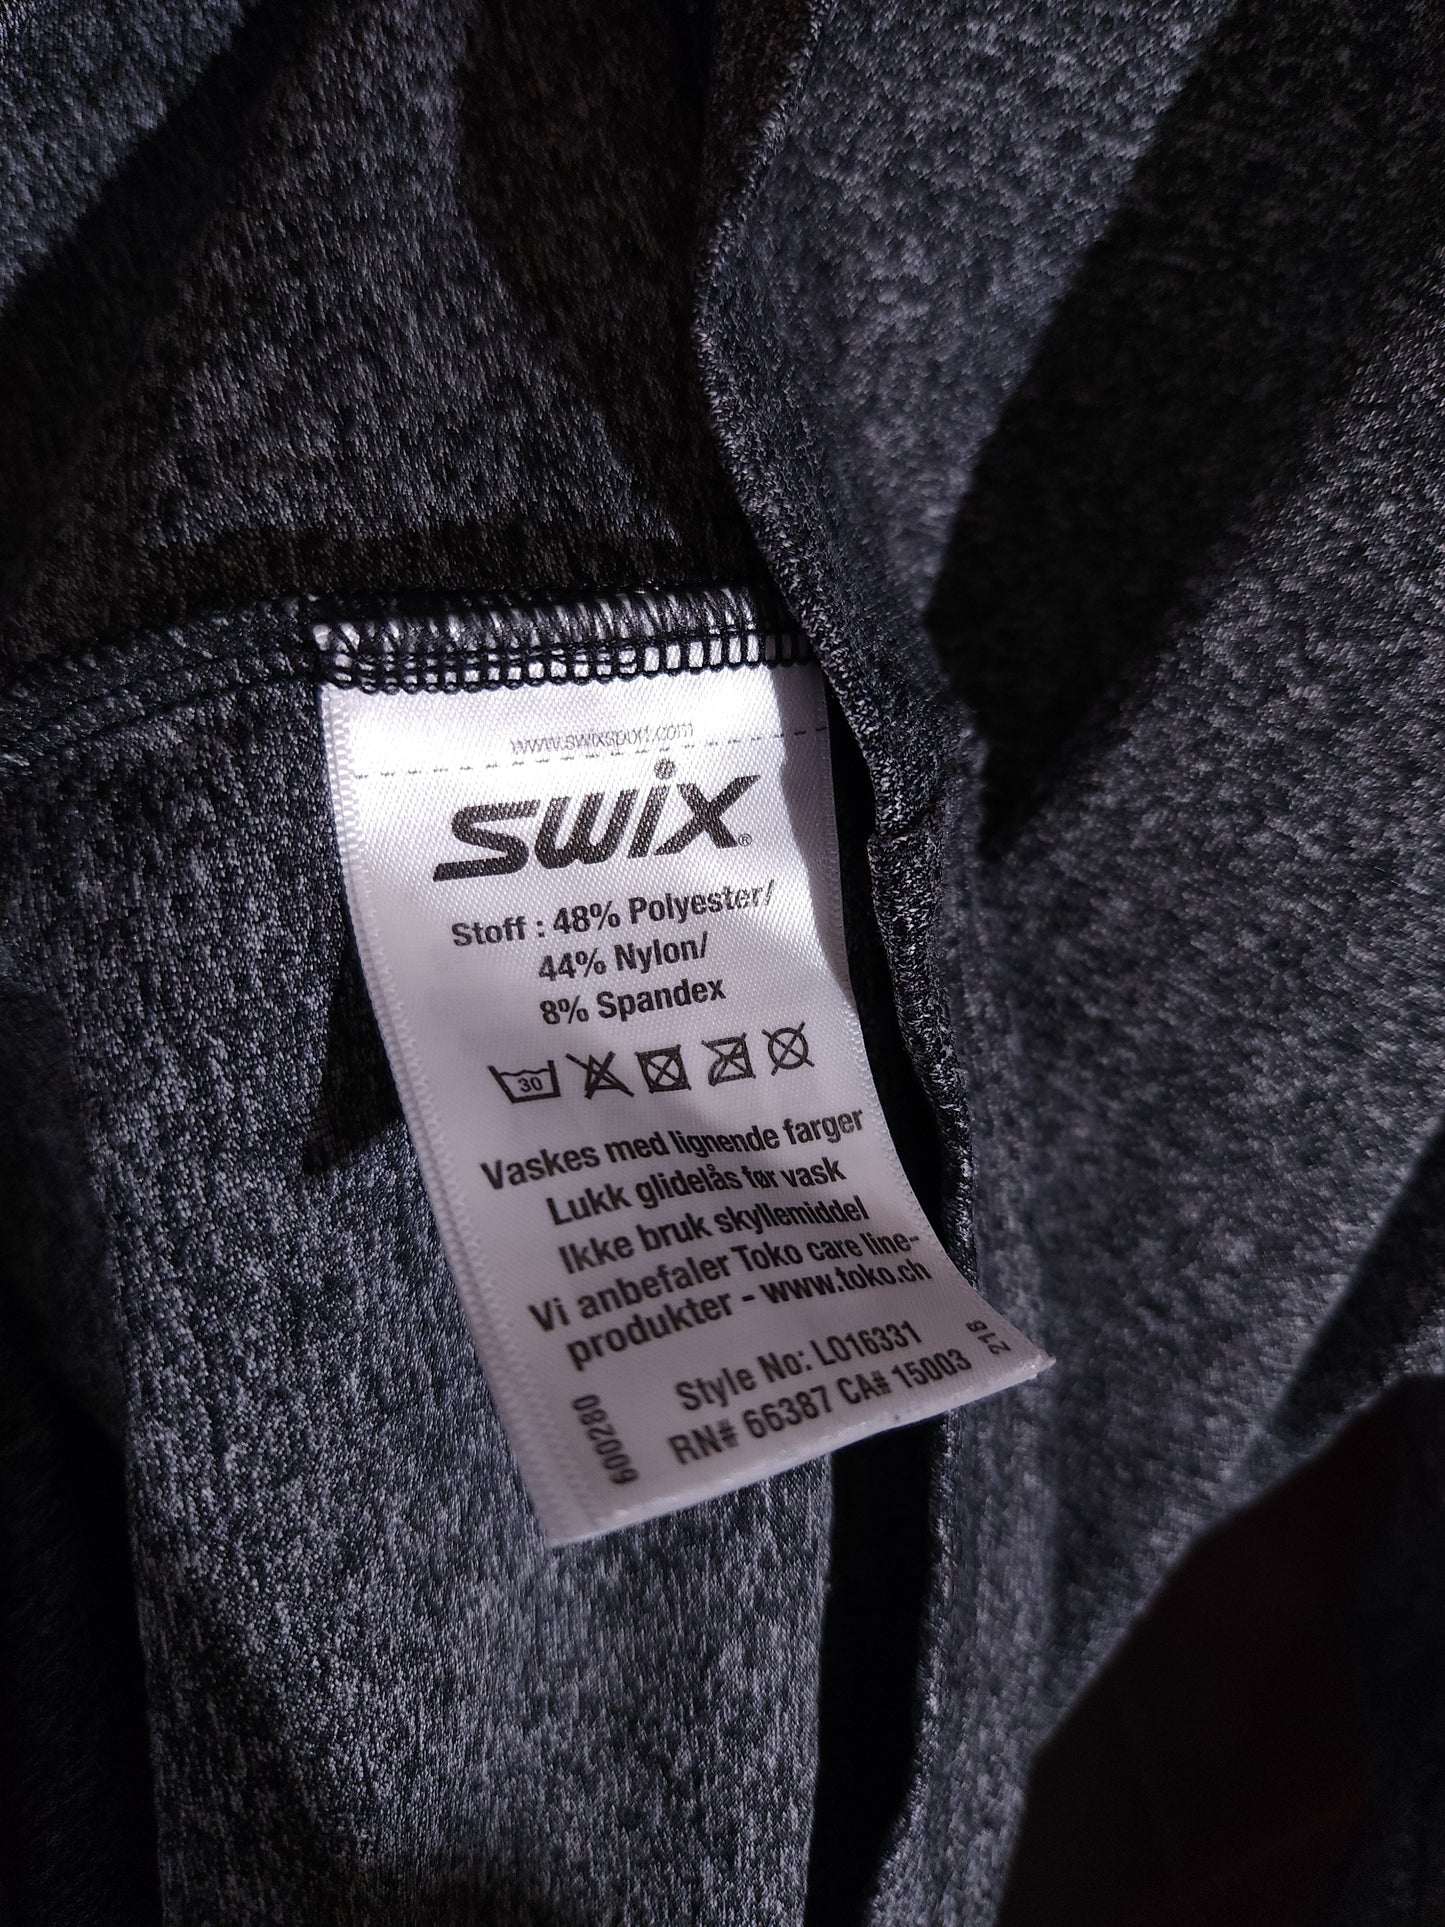 www.swixsport.com
swix®
Stoff : 48% Polyester/
44% Nylon/
8% Spandex
30
Vaskes med lignende farger
Lukk glidelås før vask
Ikke bruk skyllemiddel
Vi anbefaler Toko care line-
produkter - www.toko.ch
Style No: LO16331
RN# 66387 CA# 15003
600280